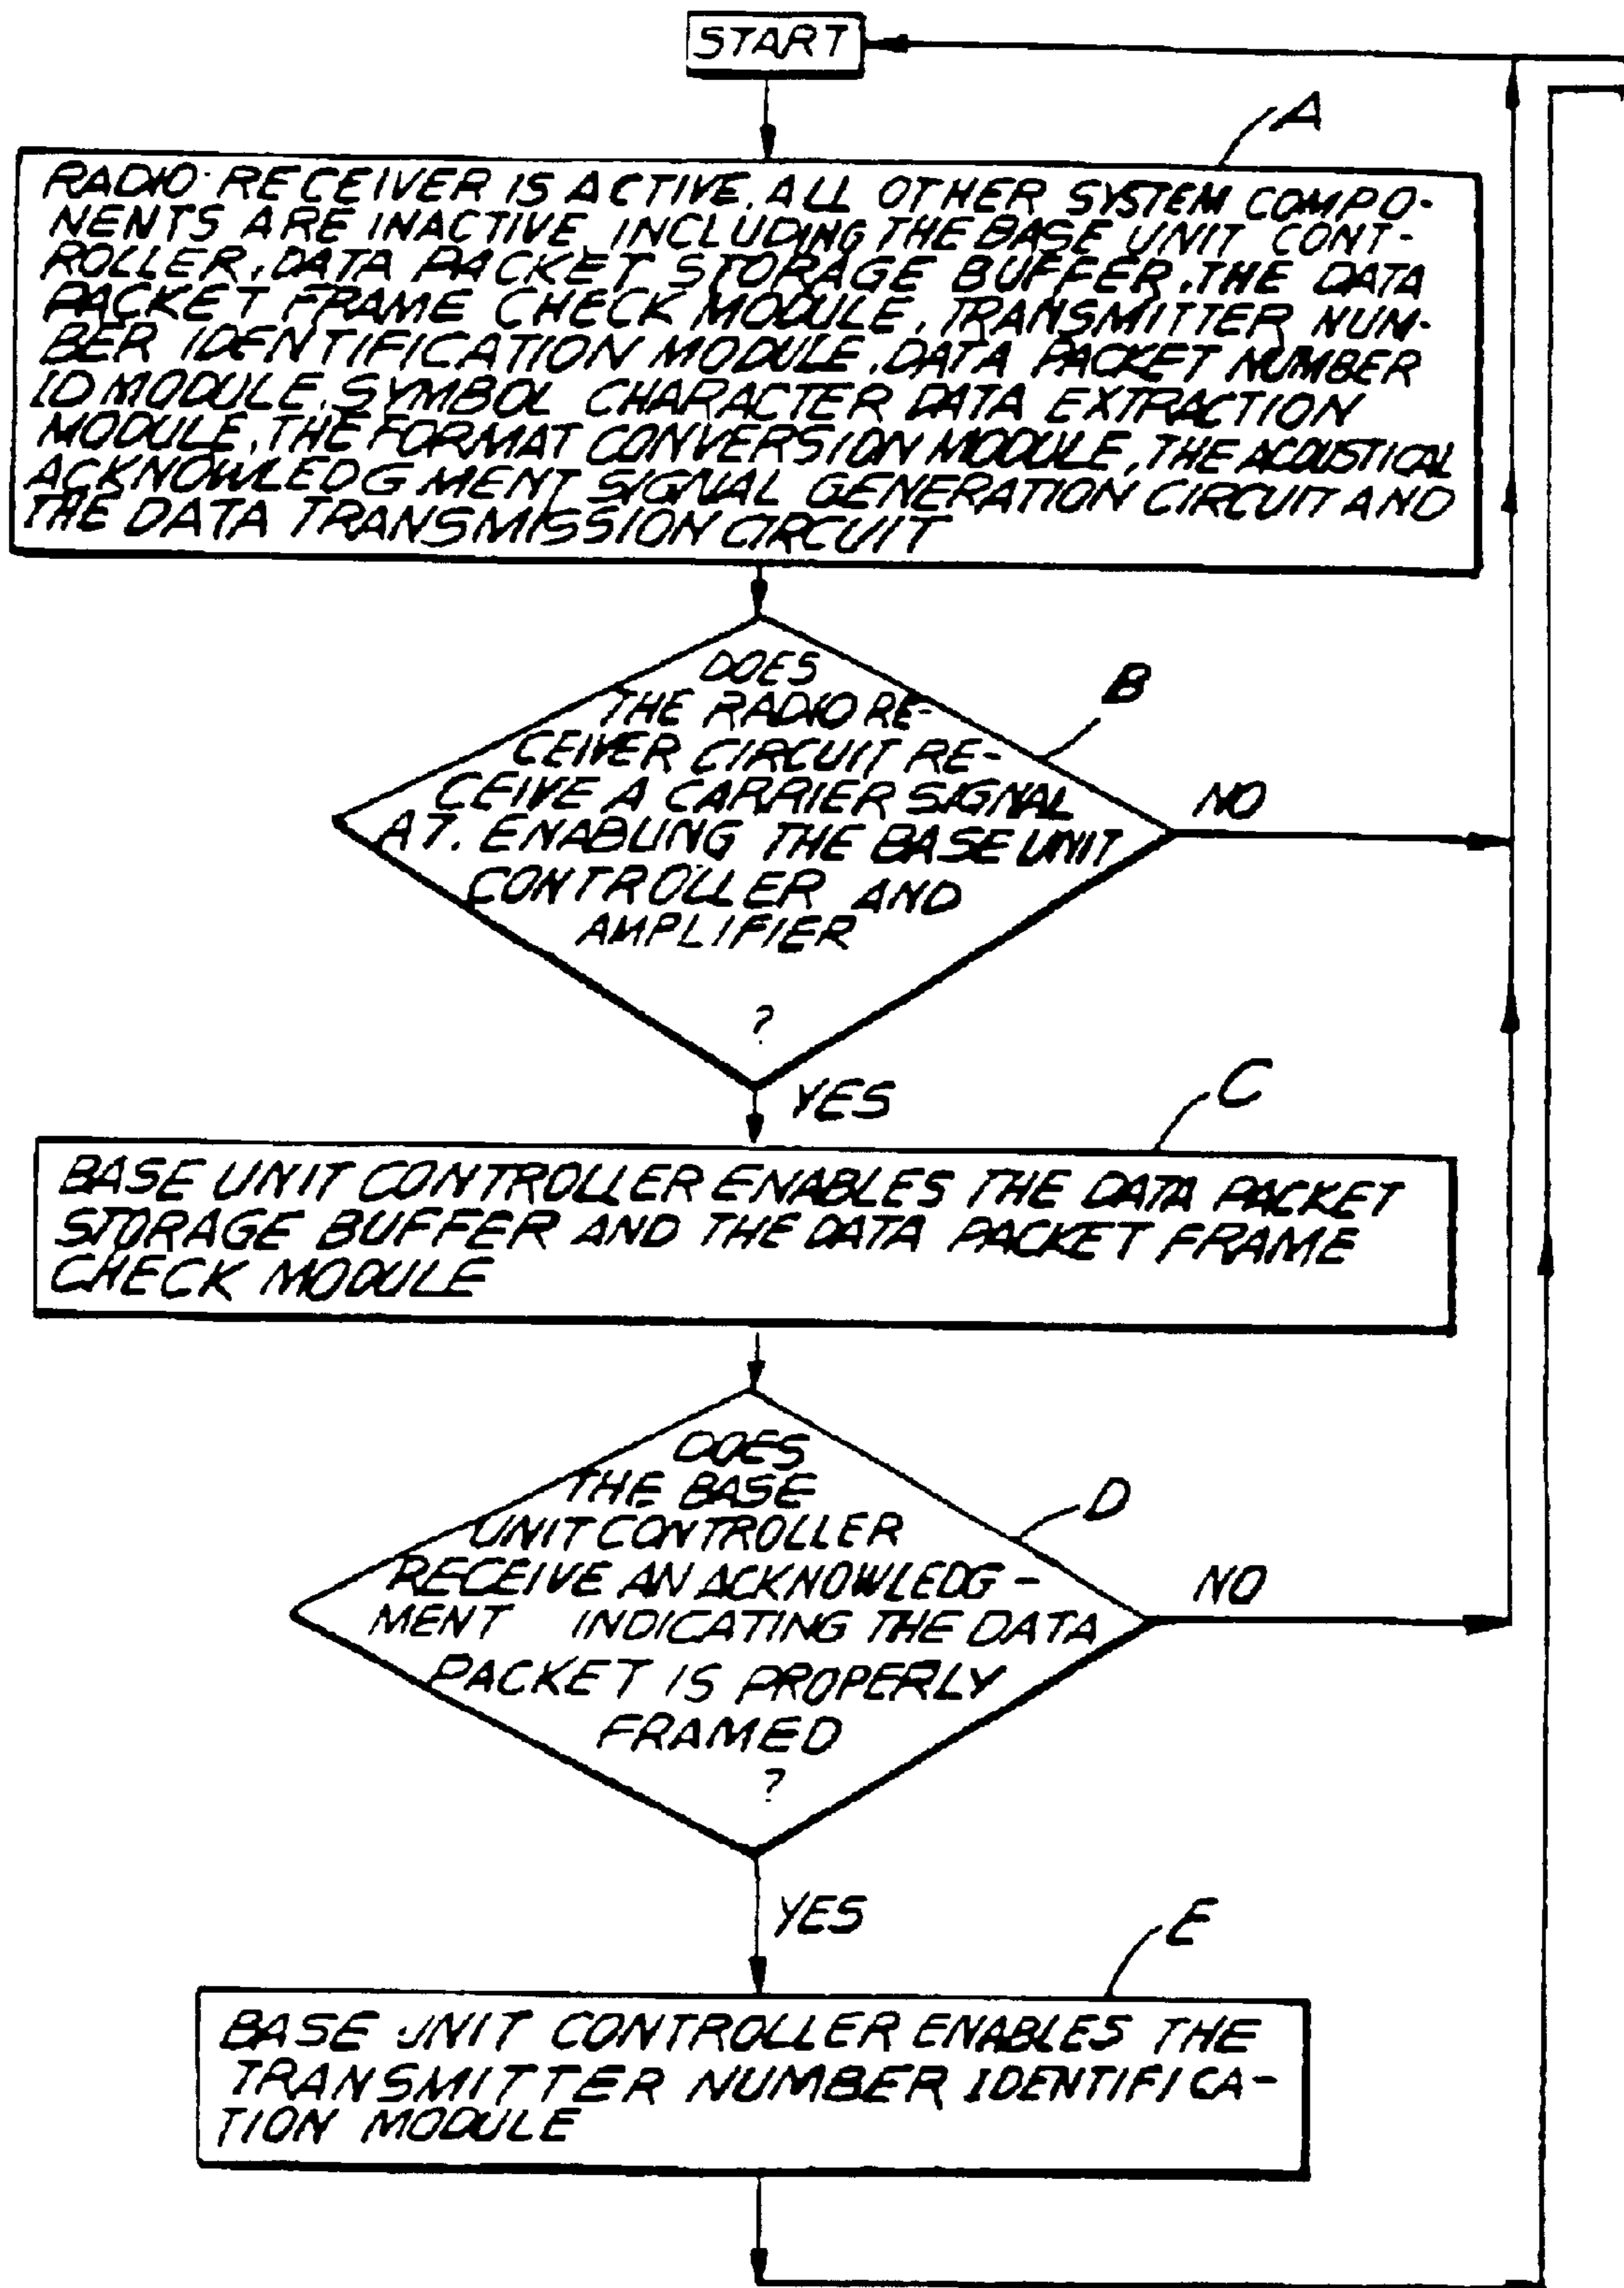 START
A
RADIO RECEIVER IS ACTIVE. ALL OTHER SYSTEM COMPO-
NENTS ARE INACTIVE, INCLUDING THE BASE UNIT CONT-
ROLLER, DATA PACKET STORAGE BUFFER, THE DATA
PACKET FRAME CHECK MODULE, TRANSMITTER NUM-
BER IDENTIFICATION MODULE, DATA PACKET NUMBER
ID MODULE, SYMBOL CHARACTER DATA EXTRACTION
MODULE, THE FORMAT CONVERSION MODULE, THE ACOUSTICAL
ACKNOWLEDGMENT SIGNAL GENERATION CIRCUIT AND
THE DATA TRANSMISSION CIRCUIT
B
DOES
THE RADIO RE-
CEIVER CIRCUIT RE-
CEIVE A CARRIER SIGNAL
AT. ENABLING THE BASE UNIT
CONTROLLER AND
AMPLIFIER
?
NO
YES
C
BASE UNIT CONTROLLER ENABLES THE DATA PACKET
STORAGE BUFFER AND THE DATA PACKET FRAME
CHECK MODULE
D
DOES
THE BASE
UNIT CONTROLLER
RECEIVE AN ACKNOWLEDG-
MENT INDICATING THE DATA
PACKET IS PROPERLY
FRAMED
?
NO
YES
E
BASE UNIT CONTROLLER ENABLES THE
TRANSMITTER NUMBER IDENTIFICA-
TION MODULE